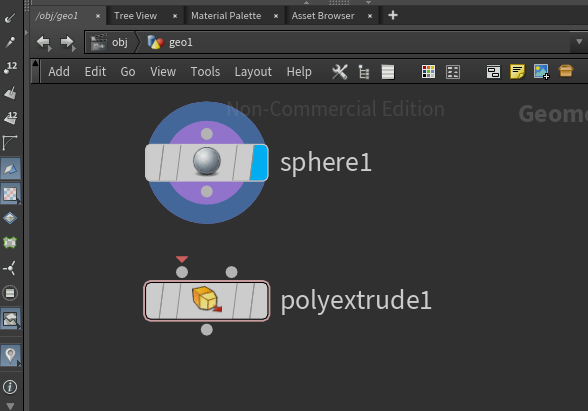 /obj/geo1 × Tree View × Material Palette × Asset Browser × +
obj geo1
Add Edit Go View Tools Layout Help
12
12
Non-Commercial Edition
Geome
sphere1
polyextrude1